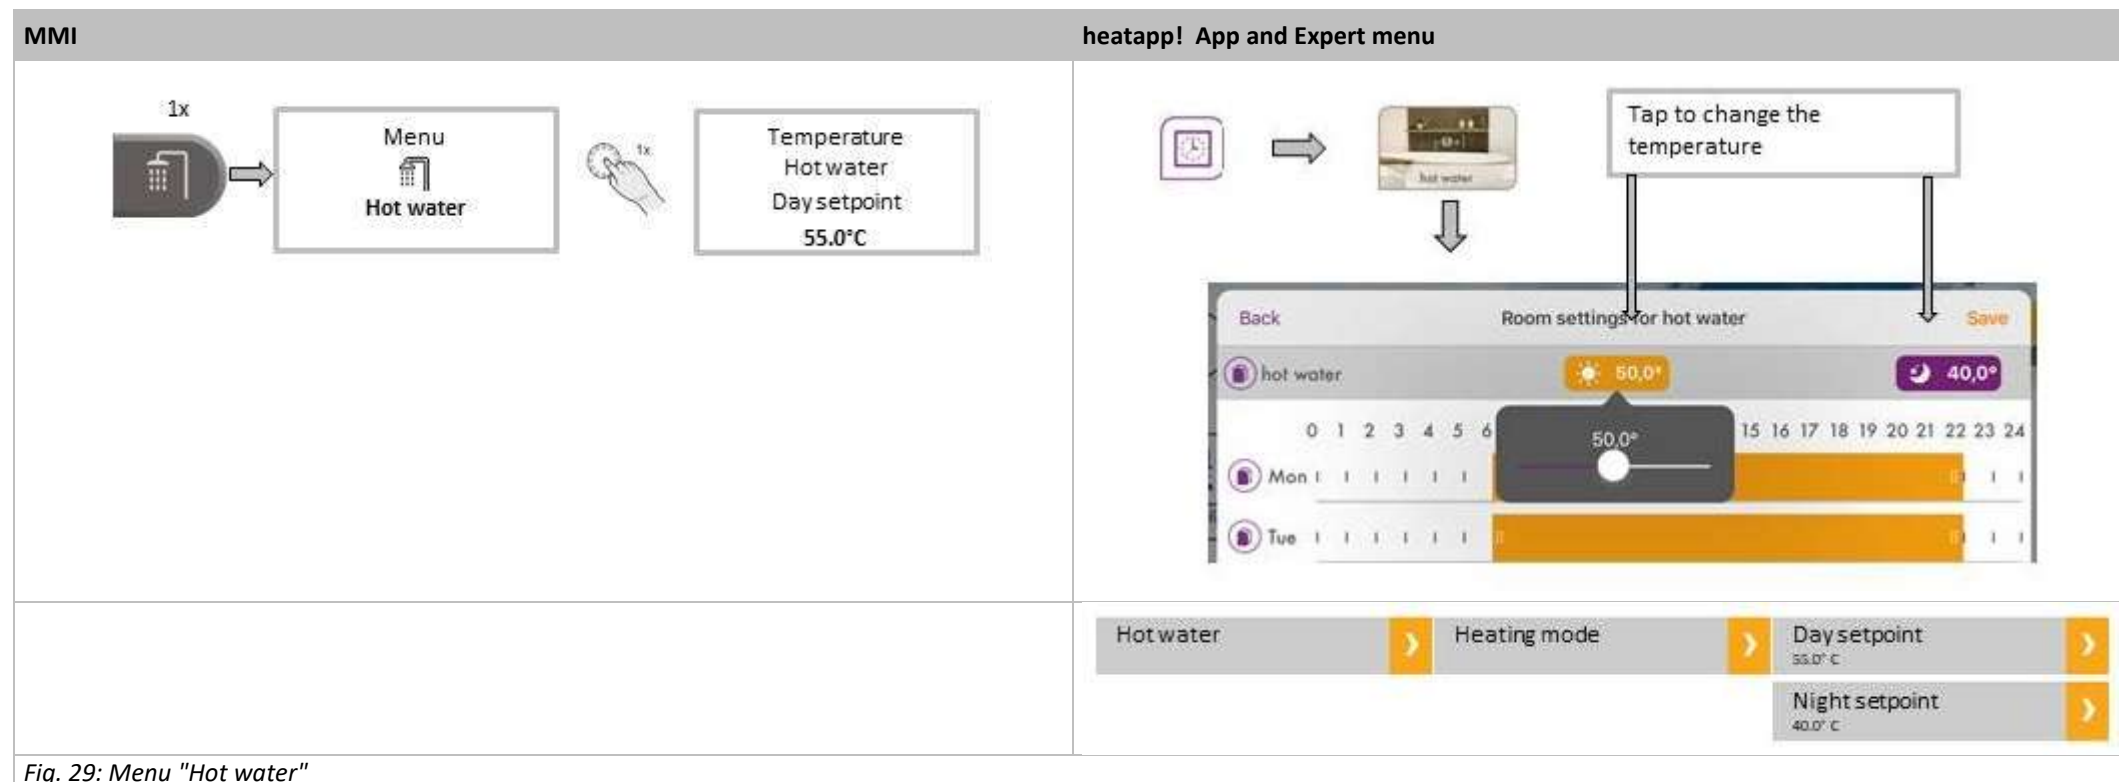 MMI
heatapp! App and Expert menu
1x
Menu
Hot water
1x
Temperature
Hot water
Day setpoint
55.0°C
hot water
Tap to change the
temperature
Back
Room settings for hot water
Save
hot water
50,0°
40,0°
0 1 2 3 4 5 6
15 16 17 18 19 20 21 22 23 24
50,0°
Mon
Tue
Hot water
Heating mode
Day setpoint
55.0° C
Night setpoint
40.0° C
Fig. 29: Menu "Hot water"